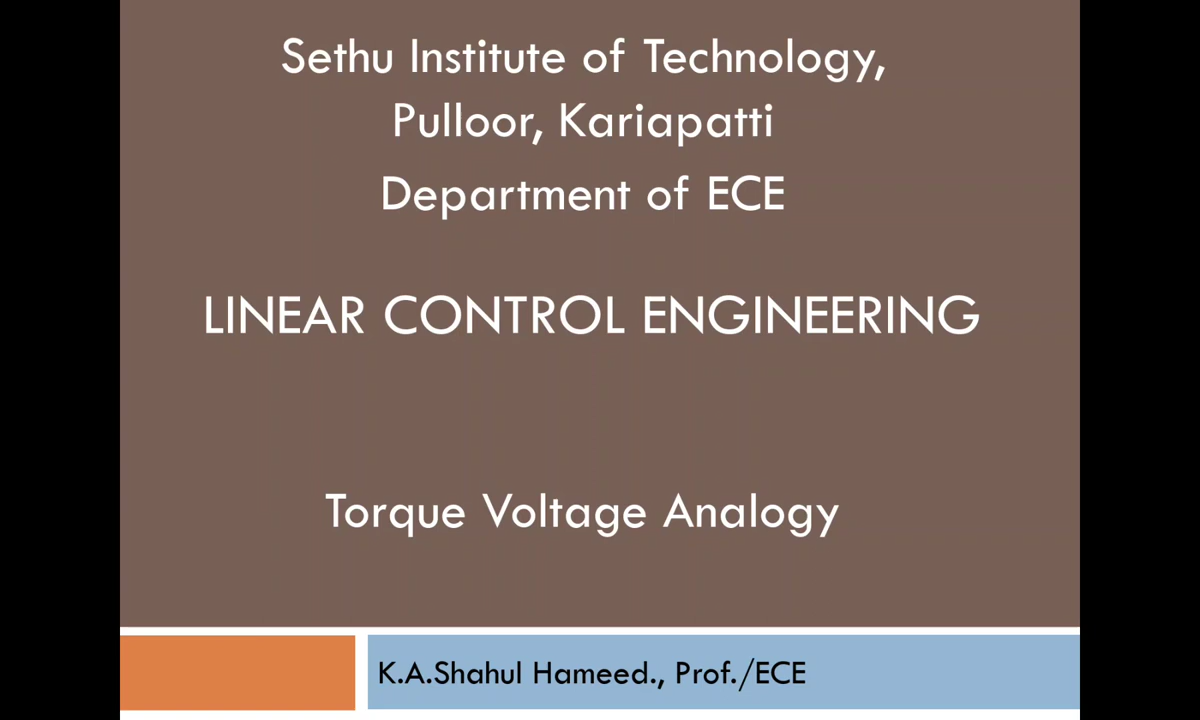 Sethu Institute of Technology,
Pulloor, Kariapatti
Department of ECE
LINEAR CONTROL ENGINEERING
Torque Voltage Analogy
K.A.Shahul Hameed., Prof./ECE